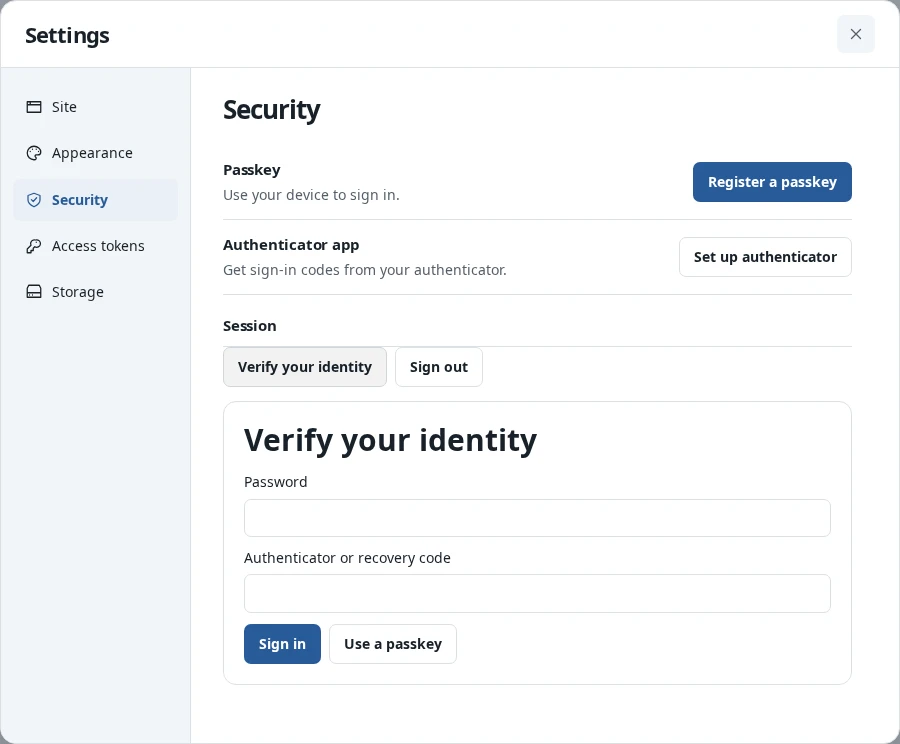 Settings
Site
Appearance
Security
Access tokens
Storage
Security
Passkey
Use your device to sign in.
Register a passkey
Authenticator app
Get sign-in codes from your authenticator.
Set up authenticator
Session
Verify your identity
Sign out
Verify your identity
Password
Authenticator or recovery code
Sign in
Use a passkey